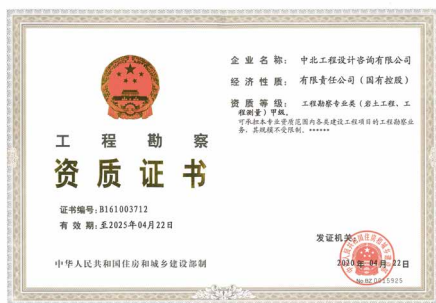 工程勘察
资质证书
证书编号：B161003712
有 效 期：至2025年04月22日
中华人民共和国住房和城乡建设部制
企 业 名 称： 中北工程设计咨询有限公司
经 济 性 质： 有限责任公司（国有控股）
资 质 等 级： 工程勘察专业类（岩土工程、工
程测量）甲级。
可承担本专业资质范围内各类建设工程项目的工程勘察业
务，其规模不受限制。******
发证机关
2020年 04月 22日
No.BZ 0015925